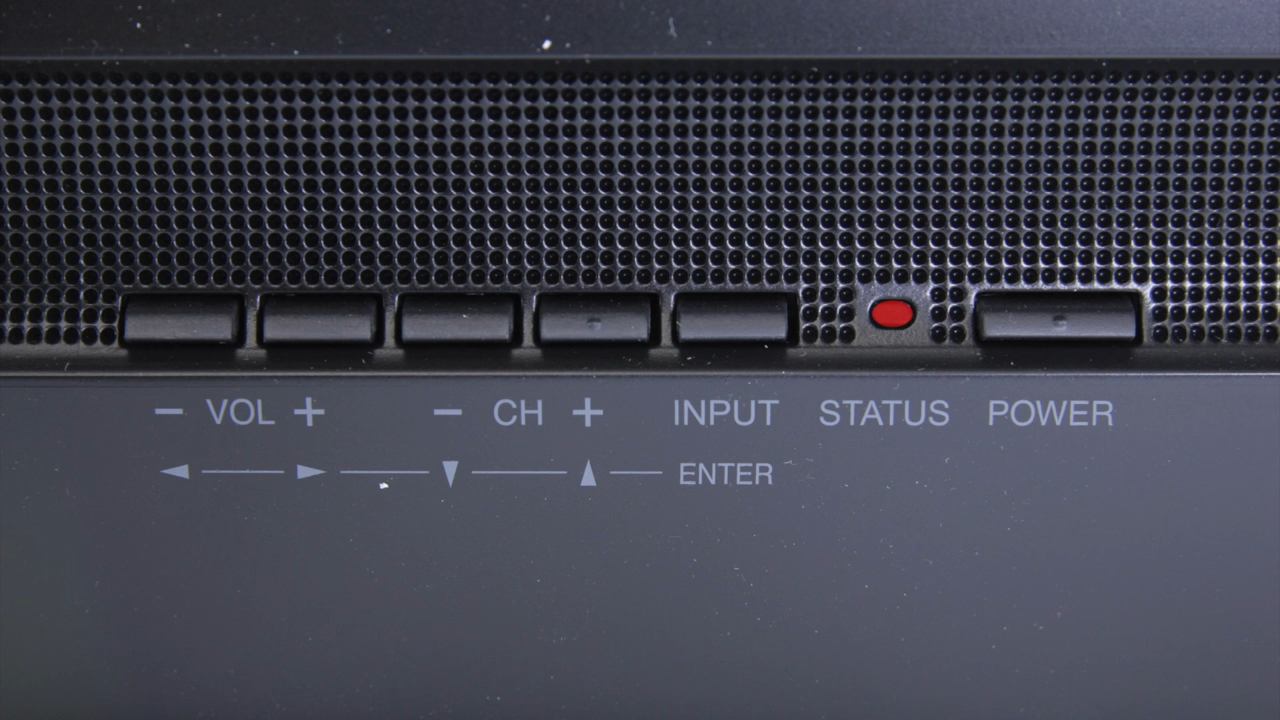 − VOL + − CH + INPUT STATUS POWER
ENTER